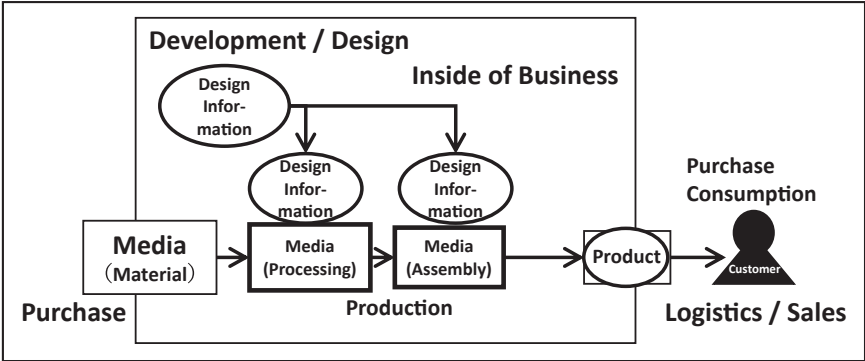 Development / Design
Inside of Business
Design
Infor-
mation
Design
Infor-
mation
Design
Infor-
mation
Purchase
Consumption
Media
（Material）
Media
(Processing)
Media
(Assembly)
Product
Customer
Purchase
Production
Logistics / Sales